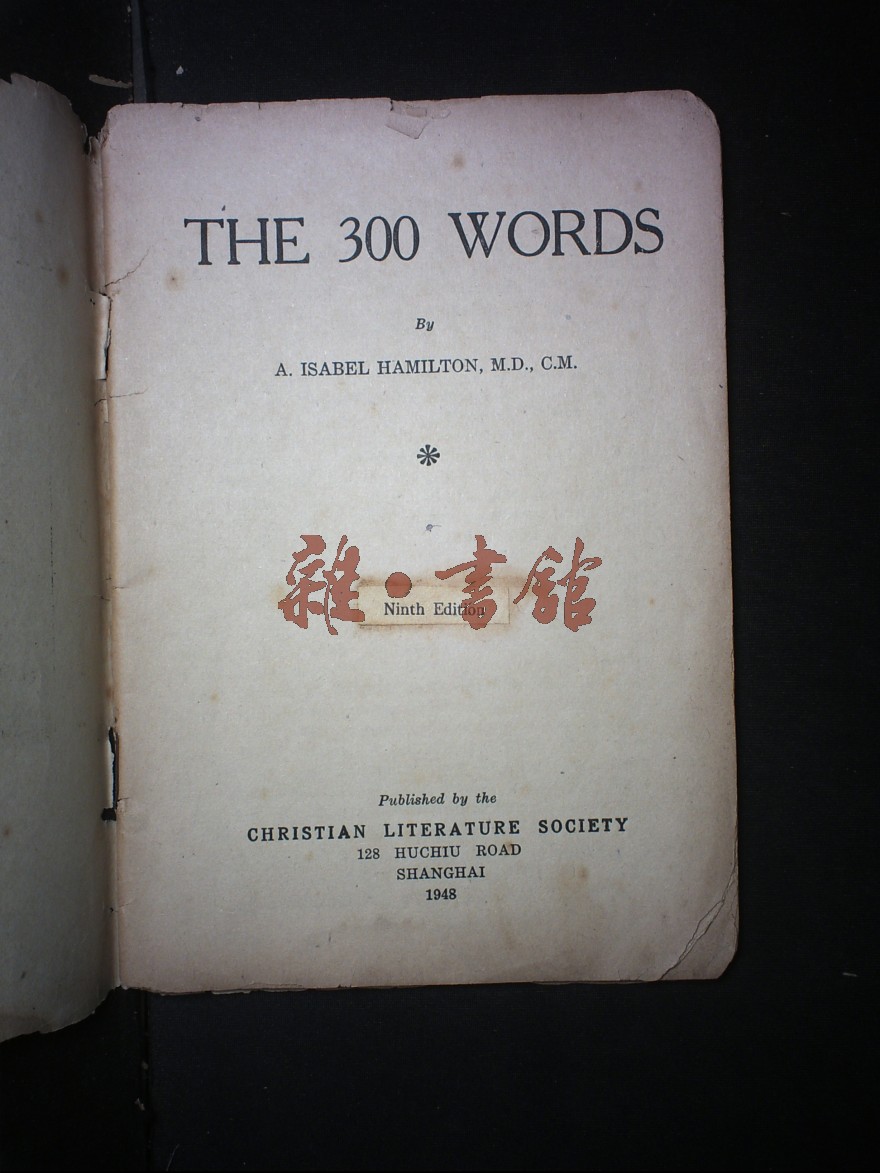 THE 300 WORDS
By
A. ISABEL HAMILTON, M.D., C.M.
雜·書館
Ninth Edition
Published by the
CHRISTIAN LITERATURE SOCIETY
128 HUCHIU ROAD
SHANGHAI
1948